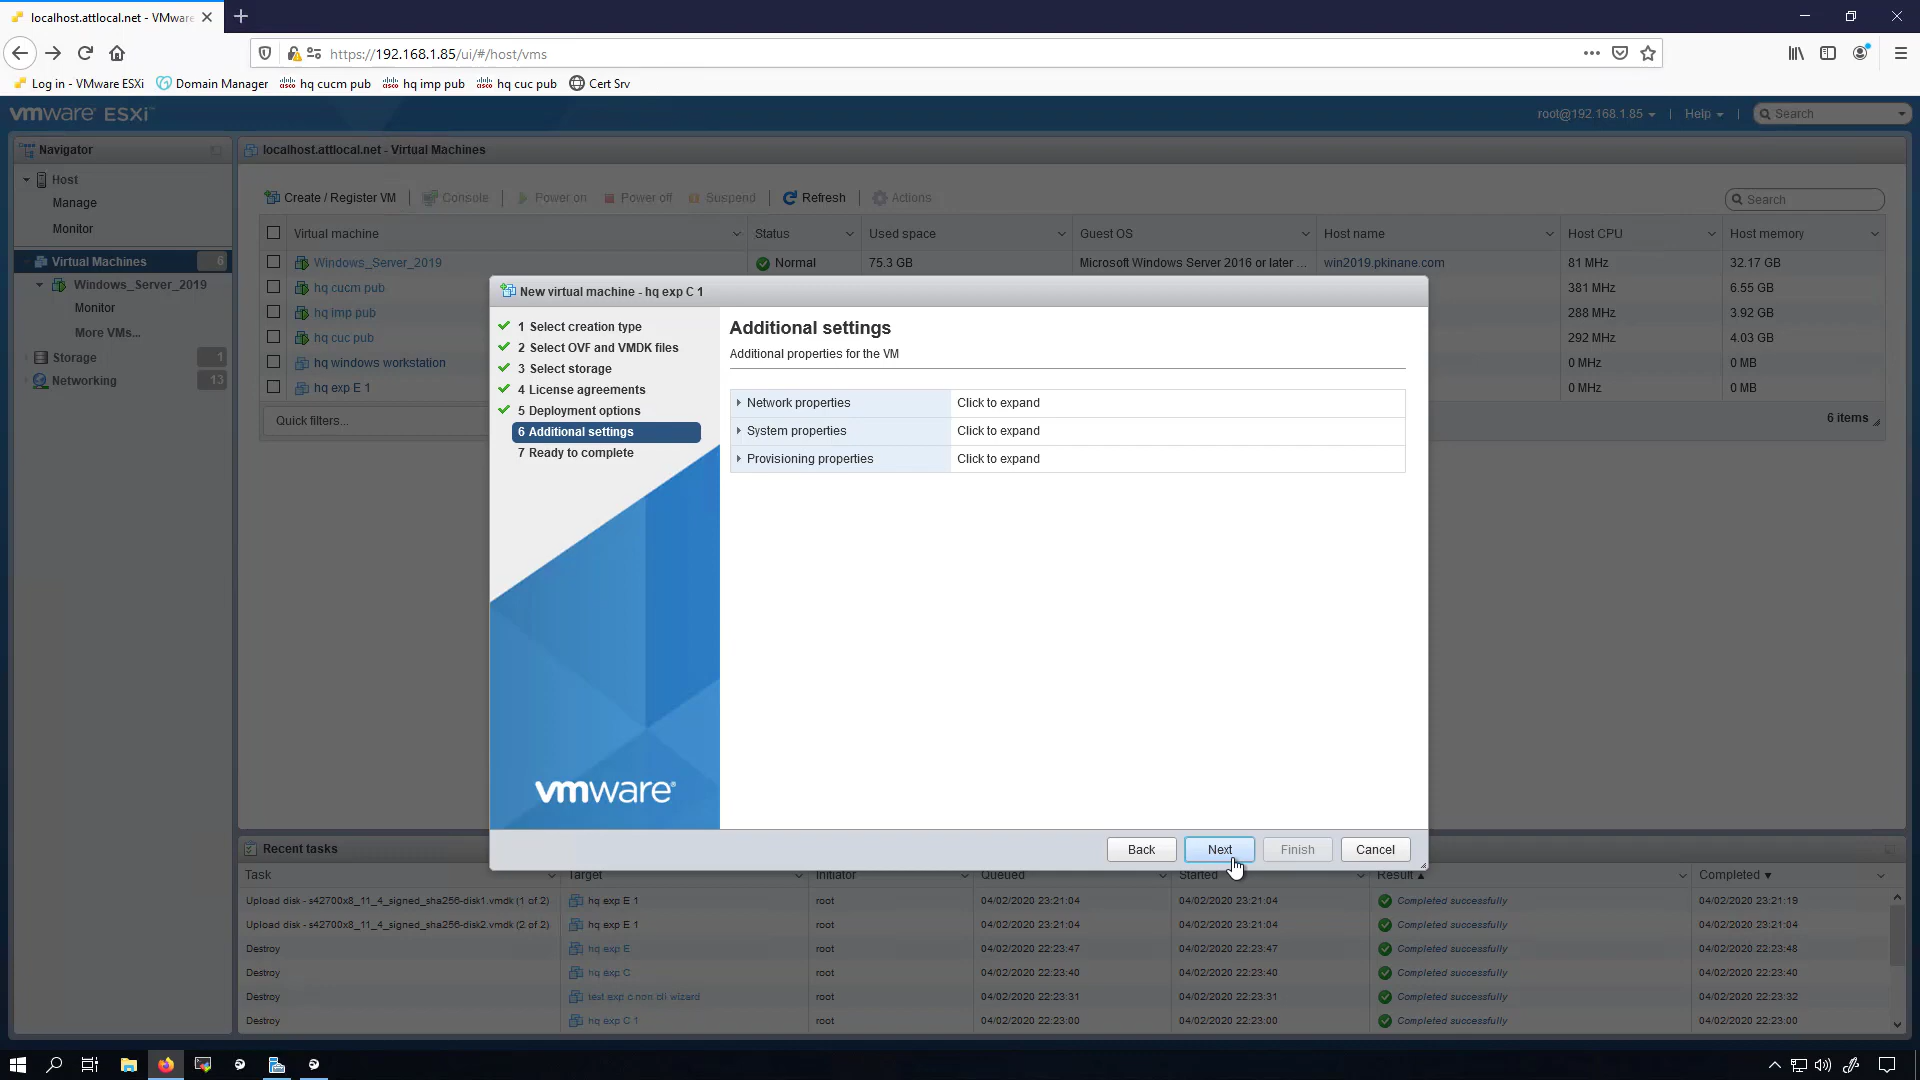 localhost.attlocal.net - VMware
https://192.168.1.85/ui/#/host/vms
Log in - VMware ESXi Domain Manager hq cucm pub hq imp pub hq cuc pub Cert Srv
vmware ESXi™
root@192.168.1.85 | Help | Search
Navigator
localhost.attlocal.net - Virtual Machines
Host
Manage
Monitor
Virtual Machines 6
Windows_Server_2019
Monitor
More VMs...
Storage 1
Networking 13
Create / Register VM | Console | Power on Power off Suspend | Refresh | Actions Search
Virtual machine Status Used space Guest OS Host name Host CPU Host memory
Windows_Server_2019 Normal 75.3 GB Microsoft Windows Server 2016 or later ... win2019.pkinane.com 81 MHz 32.17 GB
hq cucm pub 381 MHz 6.55 GB
hq imp pub 288 MHz 3.92 GB
hq cuc pub 292 MHz 4.03 GB
hq windows workstation 0 MHz 0 MB
hq exp E 1 0 MHz 0 MB
Quick filters... 6 items
New virtual machine - hq exp C 1
1 Select creation type
2 Select OVF and VMDK files
3 Select storage
4 License agreements
5 Deployment options
6 Additional settings
7 Ready to complete
vmware®
Additional settings
Additional properties for the VM
Network properties Click to expand
System properties Click to expand
Provisioning properties Click to expand
Back Next Finish Cancel
Recent tasks
Task Target Initiator Queued Started Result Completed
Upload disk - s42700x8_11_4_signed_sha256-disk1.vmdk (1 of 2) hq exp E 1 root 04/02/2020 23:21:04 04/02/2020 23:21:04 Completed successfully 04/02/2020 23:21:19
Upload disk - s42700x8_11_4_signed_sha256-disk2.vmdk (2 of 2) hq exp E 1 root 04/02/2020 23:21:04 04/02/2020 23:21:04 Completed successfully 04/02/2020 23:21:04
Destroy hq exp E root 04/02/2020 22:23:47 04/02/2020 22:23:47 Completed successfully 04/02/2020 22:23:48
Destroy hq exp C root 04/02/2020 22:23:40 04/02/2020 22:23:40 Completed successfully 04/02/2020 22:23:40
Destroy test exp c non dll wizard root 04/02/2020 22:23:31 04/02/2020 22:23:31 Completed successfully 04/02/2020 22:23:32
Destroy hq exp C 1 root 04/02/2020 22:23:00 04/02/2020 22:23:00 Completed successfully 04/02/2020 22:23:00